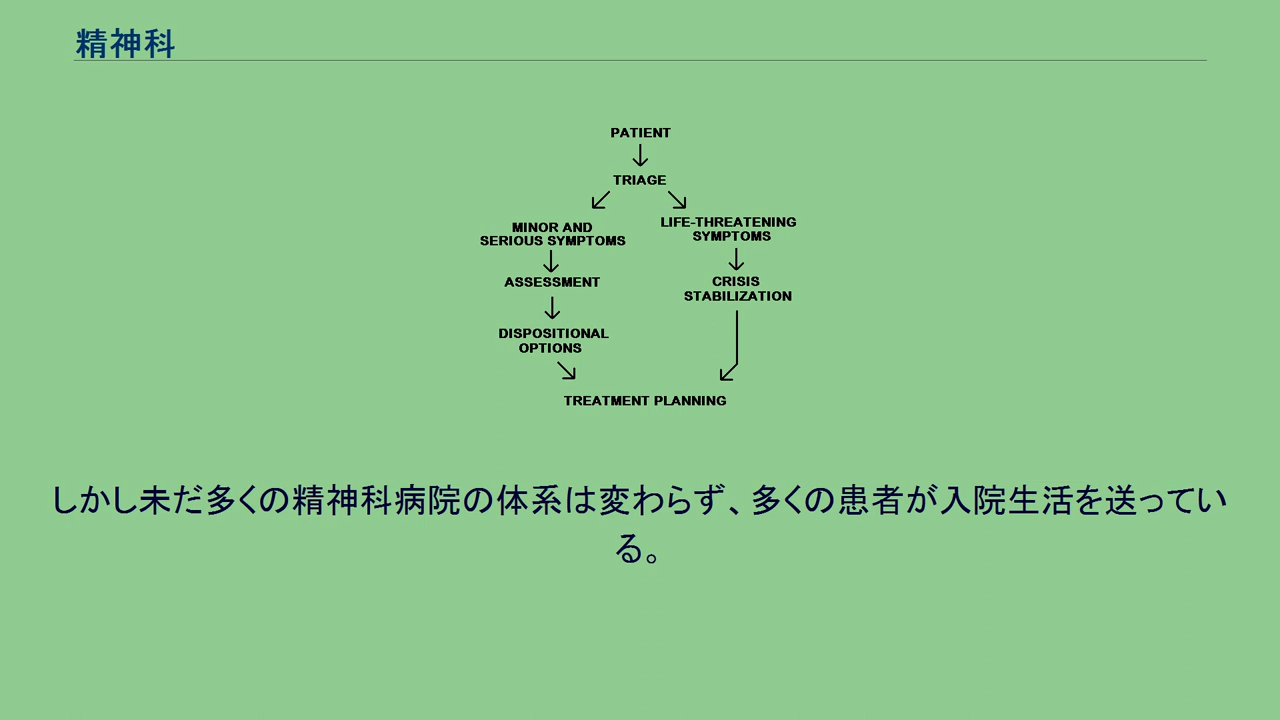 精神科
PATIENT
TRIAGE
MINOR AND
SERIOUS SYMPTOMS
LIFE-THREATENING
SYMPTOMS
ASSESSMENT
CRISIS
STABILIZATION
DISPOSITIONAL
OPTIONS
TREATMENT PLANNING
しかし未だ多くの精神科病院の体系は変わらず、多くの患者が入院生活を送ってい
る。